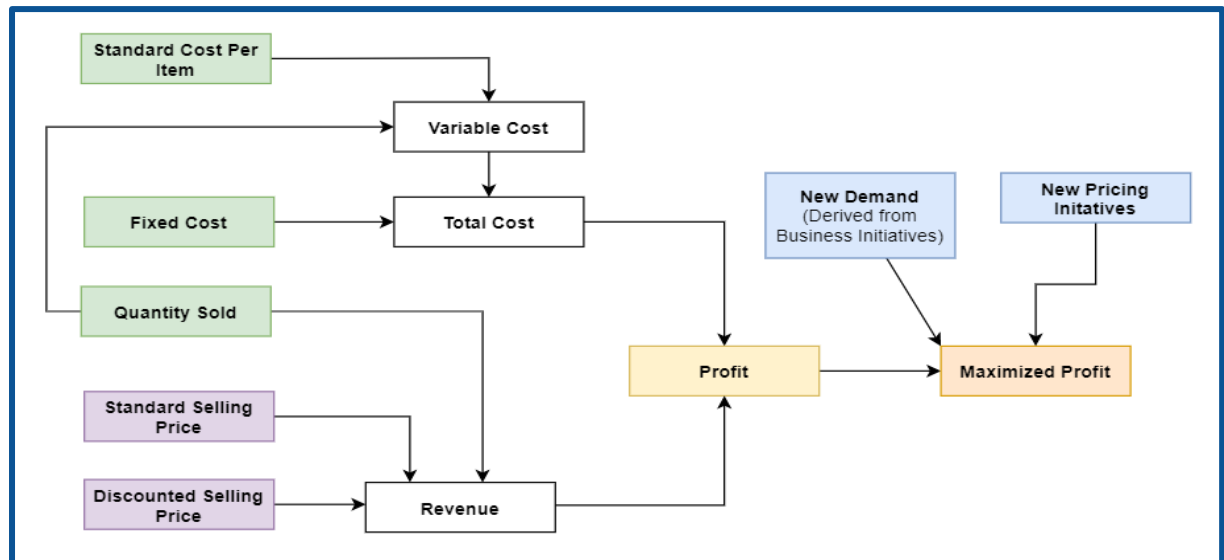 Standard Cost Per
Item
Variable Cost
New Demand
(Derived from
Business Initiatives)
New Pricing
Initatives
Fixed Cost
Total Cost
Quantity Sold
Profit
Maximized Profit
Standard Selling
Price
Discounted Selling
Price
Revenue